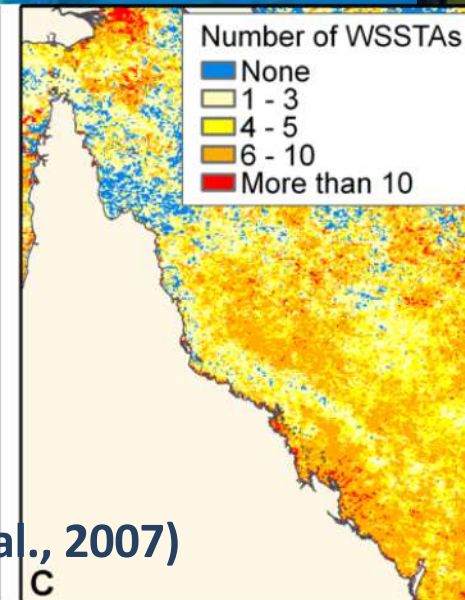 Number of WSSTAs
None
1 - 3
4 - 5
6 - 10
More than 10
al., 2007)
C